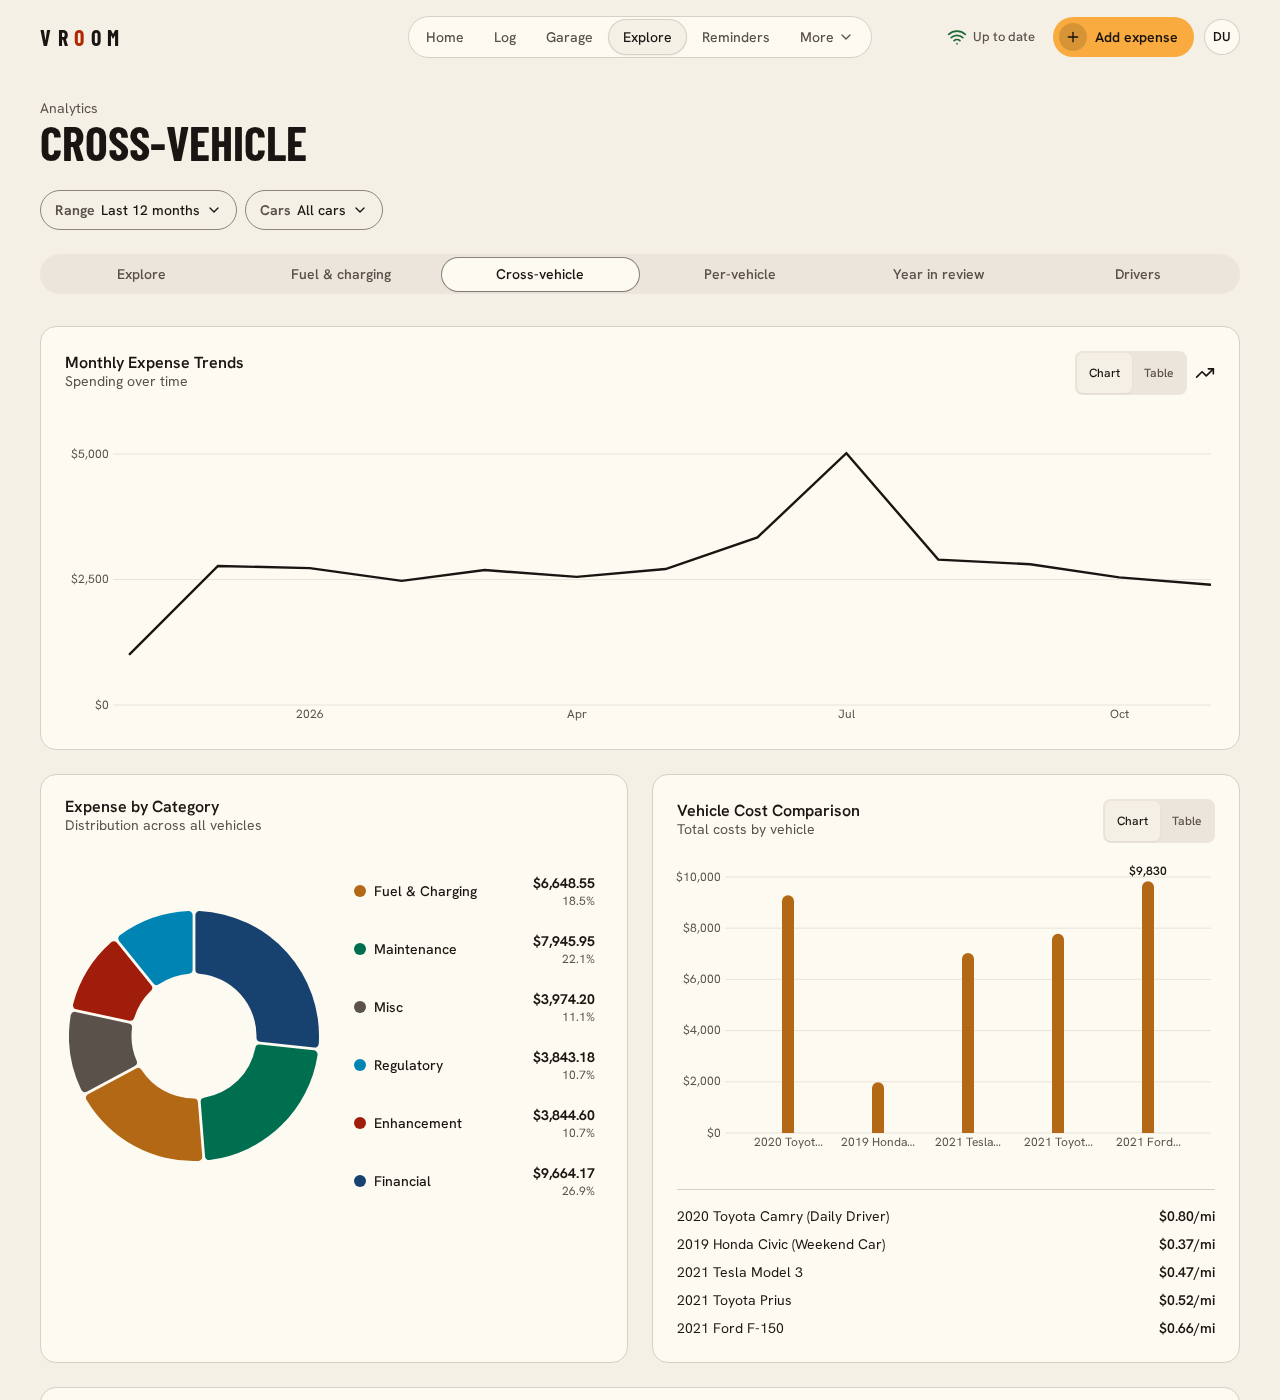 VROOM
Home
Log
Garage
Explore
Reminders
More
Up to date
Add expense
DU
Analytics
CROSS-VEHICLE
Range Last 12 months
Cars All cars
Explore
Fuel & charging
Cross-vehicle
Per-vehicle
Year in review
Drivers
Monthly Expense Trends
Spending over time
Chart
Table
$5,000
$2,500
$0
2026
Apr
Jul
Oct
Expense by Category
Distribution across all vehicles
Fuel & Charging
$6,648.55
18.5%
Maintenance
$7,945.95
22.1%
Misc
$3,974.20
11.1%
Regulatory
$3,843.18
10.7%
Enhancement
$3,844.60
10.7%
Financial
$9,664.17
26.9%
Vehicle Cost Comparison
Total costs by vehicle
Chart
Table
$9,830
$10,000
$8,000
$6,000
$4,000
$2,000
$0
2020 Toyot...
2019 Honda...
2021 Tesla...
2021 Toyot...
2021 Ford...
2020 Toyota Camry (Daily Driver)
$0.80/mi
2019 Honda Civic (Weekend Car)
$0.37/mi
2021 Tesla Model 3
$0.47/mi
2021 Toyota Prius
$0.52/mi
2021 Ford F-150
$0.66/mi